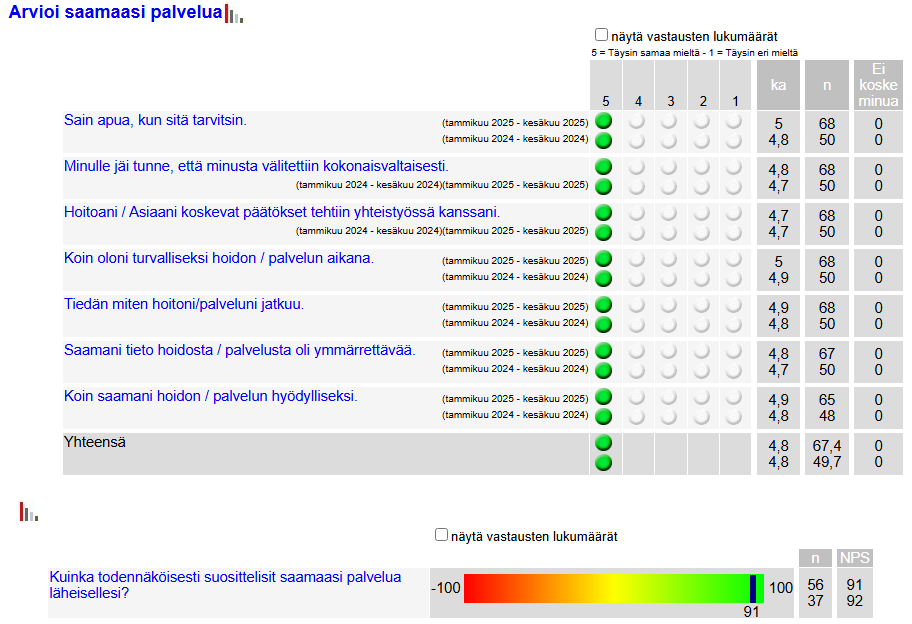 Arvioi saamaasi palvelua
näytä vastausten lukumäärät
5 = Täysin samaa mieltä - 1 = Täysin eri mieltä
5 4 3 2 1 ka n Ei koske minua
Sain apua, kun sitä tarvitsin. (tammikuu 2025 - kesäkuu 2025) 5 68 0
(tammikuu 2024 - kesäkuu 2024) 4,8 50 0
Minulle jäi tunne, että minusta välitettiin kokonaisvaltaisesti. 4,8 68 0
(tammikuu 2024 - kesäkuu 2024)(tammikuu 2025 - kesäkuu 2025) 4,7 50 0
Hoitoani / Asiaani koskevat päätökset tehtiin yhteistyössä kanssani. 4,7 68 0
(tammikuu 2024 - kesäkuu 2024)(tammikuu 2025 - kesäkuu 2025) 4,7 50 0
Koin oloni turvalliseksi hoidon / palvelun aikana. (tammikuu 2025 - kesäkuu 2025) 5 68 0
(tammikuu 2024 - kesäkuu 2024) 4,9 50 0
Tiedän miten hoitoni/palveluni jatkuu. (tammikuu 2025 - kesäkuu 2025) 4,9 68 0
(tammikuu 2024 - kesäkuu 2024) 4,8 50 0
Saamani tieto hoidosta / palvelusta oli ymmärrettävää. (tammikuu 2025 - kesäkuu 2025) 4,8 67 0
(tammikuu 2024 - kesäkuu 2024) 4,7 50 0
Koin saamani hoidon / palvelun hyödylliseksi. (tammikuu 2025 - kesäkuu 2025) 4,9 65 0
(tammikuu 2024 - kesäkuu 2024) 4,8 48 0
Yhteensä 4,8 67,4 0
4,8 49,7 0
näytä vastausten lukumäärät
n NPS
Kuinka todennäköisesti suosittelisit saamaasi palvelua -100 100 56 91
läheisellesi? 37 92
91